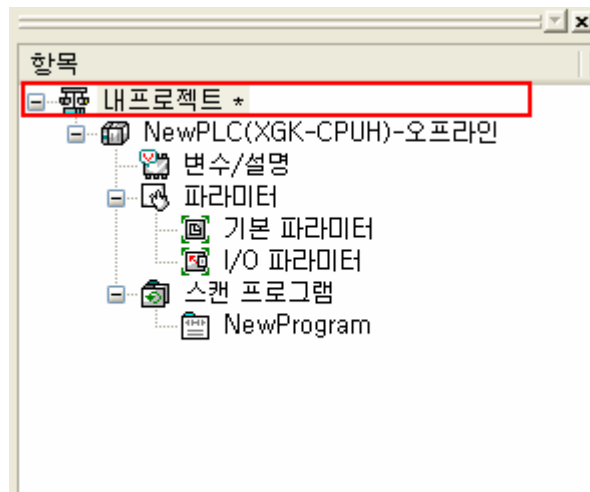 항목
내프로젝트 *
NewPLC(XGK-CPUH)-오프라인
변수/설명
파라미터
기본 파라미터
I/O 파라미터
스캔 프로그램
NewProgram